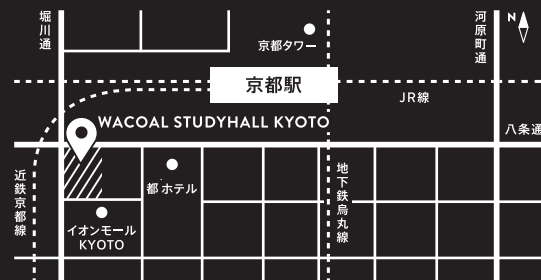 堀川通
京都タワー
河原町通
N
京都駅
JR線
WACOAL STUDYHALL KYOTO
八条通
近鉄京都線
都ホテル
地下鉄烏丸線
イオンモール
KYOTO